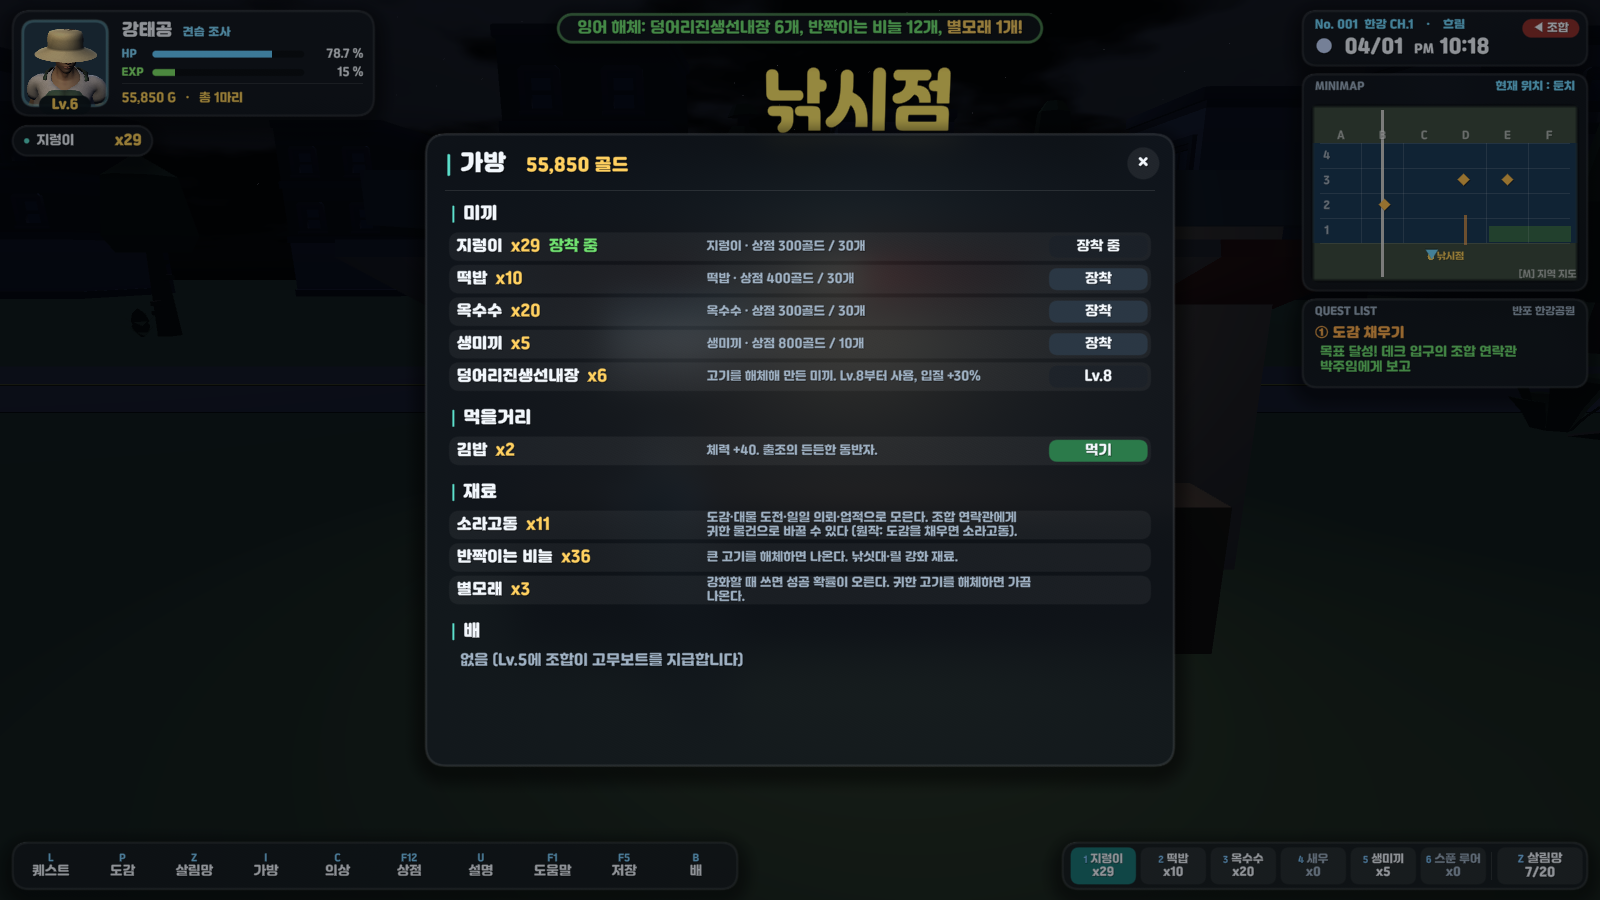 강태공 견습 조사
HP 78.7 %
EXP 15 %
Lv.6
55,850 G · 총 1마리
지렁이 x29
잉어 해체: 덩어리진생선내장 6개, 반짝이는 비늘 12개, 별모래 1개!
낚시점
No. 001 한강 CH.1 · 흐림
◀ 조합
04/01 PM 10:18
MINIMAP 현재 위치 : 둔치
A B C D E F
4
3
2
1
낚시점
[M] 지역 지도
QUEST LIST 반포 한강공원
① 도감 채우기
목표 달성! 데크 입구의 조합 연락관
박주임에게 보고
가방 55,850 골드
×
미끼
지렁이 x29 장착 중 지렁이 · 상점 300골드 / 30개 장착 중
떡밥 x10 떡밥 · 상점 400골드 / 30개 장착
옥수수 x20 옥수수 · 상점 300골드 / 30개 장착
생미끼 x5 생미끼 · 상점 800골드 / 10개 장착
덩어리진생선내장 x6 고기를 해체해 만든 미끼. Lv.8부터 사용, 입질 +30% Lv.8
먹을거리
김밥 x2 체력 +40. 출조의 든든한 동반자. 먹기
재료
소라고동 x11 도감·대물 도전·일일 의뢰·업적으로 모은다. 조합 연락관에게
귀한 물건으로 바꿀 수 있다 (원작: 도감을 채우면 소라고동).
반짝이는 비늘 x36 큰 고기를 해체하면 나온다. 낚싯대·릴 강화 재료.
별모래 x3 강화할 때 쓰면 성공 확률이 오른다. 귀한 고기를 해체하면 가끔
나온다.
배
없음 (Lv.5에 조합이 고무보트를 지급합니다)
L P Z I C F12 U F1 F5 B
퀘스트 도감 살림망 가방 의상 상점 설명 도움말 저장 배
1 지렁이 2 떡밥 3 옥수수 4 새우 5 생미끼 6 스푼 루어 Z 살림망
x29 x10 x20 x0 x5 x0 7/20